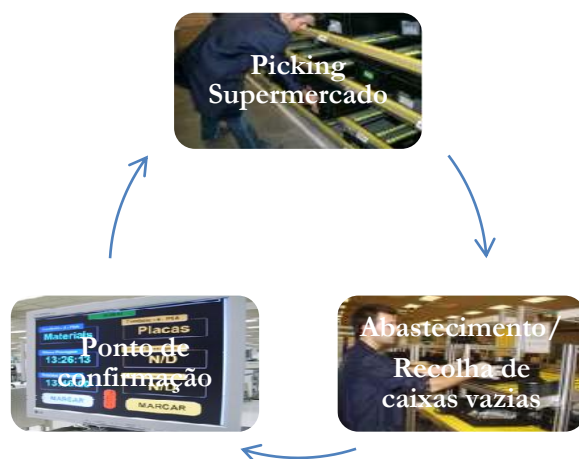 Picking
Supermercado
Abastecimento/
Recolha de
caixas vazias
Ponto de
confirmação
Materiais
13:26:13
MARCAR
Placas
N/D
MARCAR